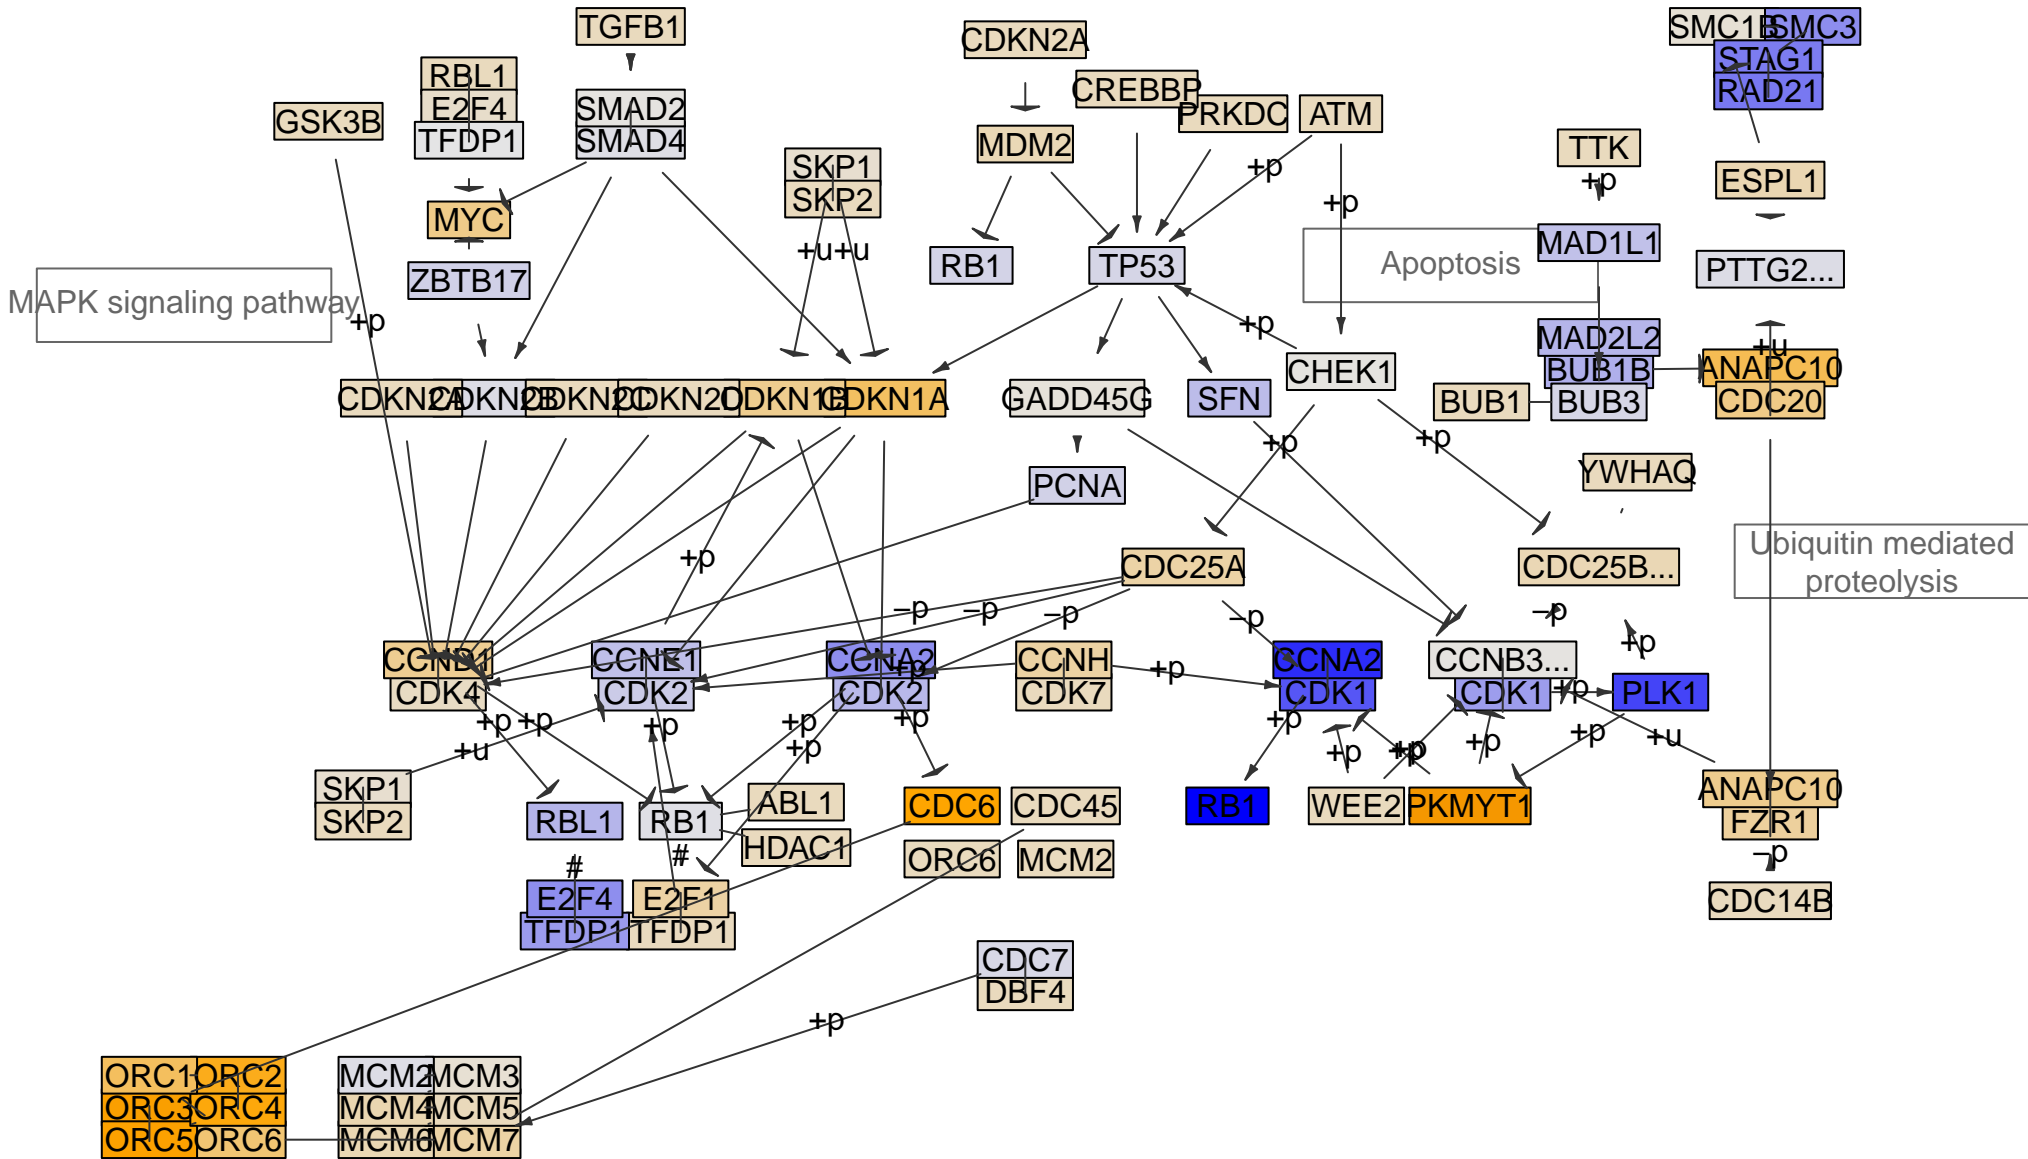 TGFB1
CDKN2A
SMC1B
SMC3
STAG1
RAD21
RBL1
E2F4
TFDP1
GSK3B
SMAD2
SMAD4
CREBBP
PRKDC
ATM
MDM2
SKP1
SKP2
TTK
+p
ESPL1
+p
+p
MYC
+u
+u
ZBTB17
RB1
TP53
Apoptosis
MAD1L1
PTTG2...
MAPK signaling pathway
+p
+p
MAD2L2
BUB1B
BUB3
BUB1
+u
ANAPC10
CDC20
CHEK1
CDKN2A
CDKN2B
CDKN2C
CDKN2D
CDKN1B
CDKN1A
GADD45G
SFN
+p
+p
PCNA
YWHAQ
Ubiquitin mediated
proteolysis
+p
CDC25A
CDC25B...
−p
−p
−p
−p
−p
+p
CCND1
CDK4
CCNE1
CDK2
CCNA2
CDK2
+p
CCNH
CDK7
+p
CCNA2
CDK1
CCNB3...
CDK1
+p
PLK1
+p
+p
+u
+p
+p
+p
+p
+p
+p
+p
+p
+p
+p
+u
SKP1
SKP2
RBL1
RB1
ABL1
HDAC1
CDC6
CDC45
ORC6
MCM2
RB1
WEE2
PKMYT1
ANAPC10
FZR1
−p
CDC14B
#
#
E2F4
TFDP1
E2F1
TFDP1
CDC7
DBF4
+p
ORC1
ORC2
ORC3
ORC4
ORC5
ORC6
MCM2
MCM3
MCM4
MCM5
MCM6
MCM7